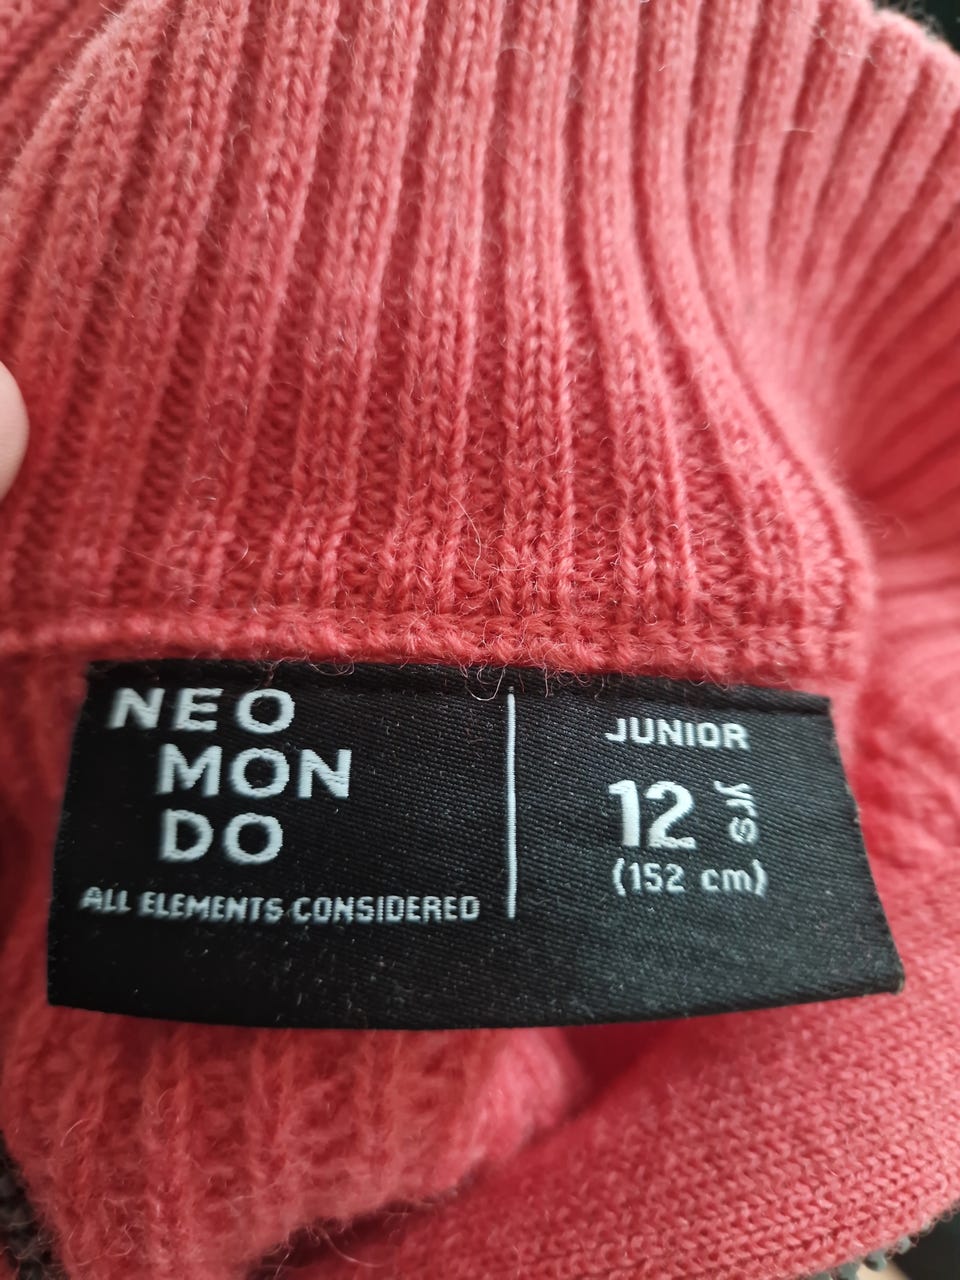 NEO
MON
DO
ALL ELEMENTS CONSIDERED
JUNIOR
12 yrs
(152 cm)